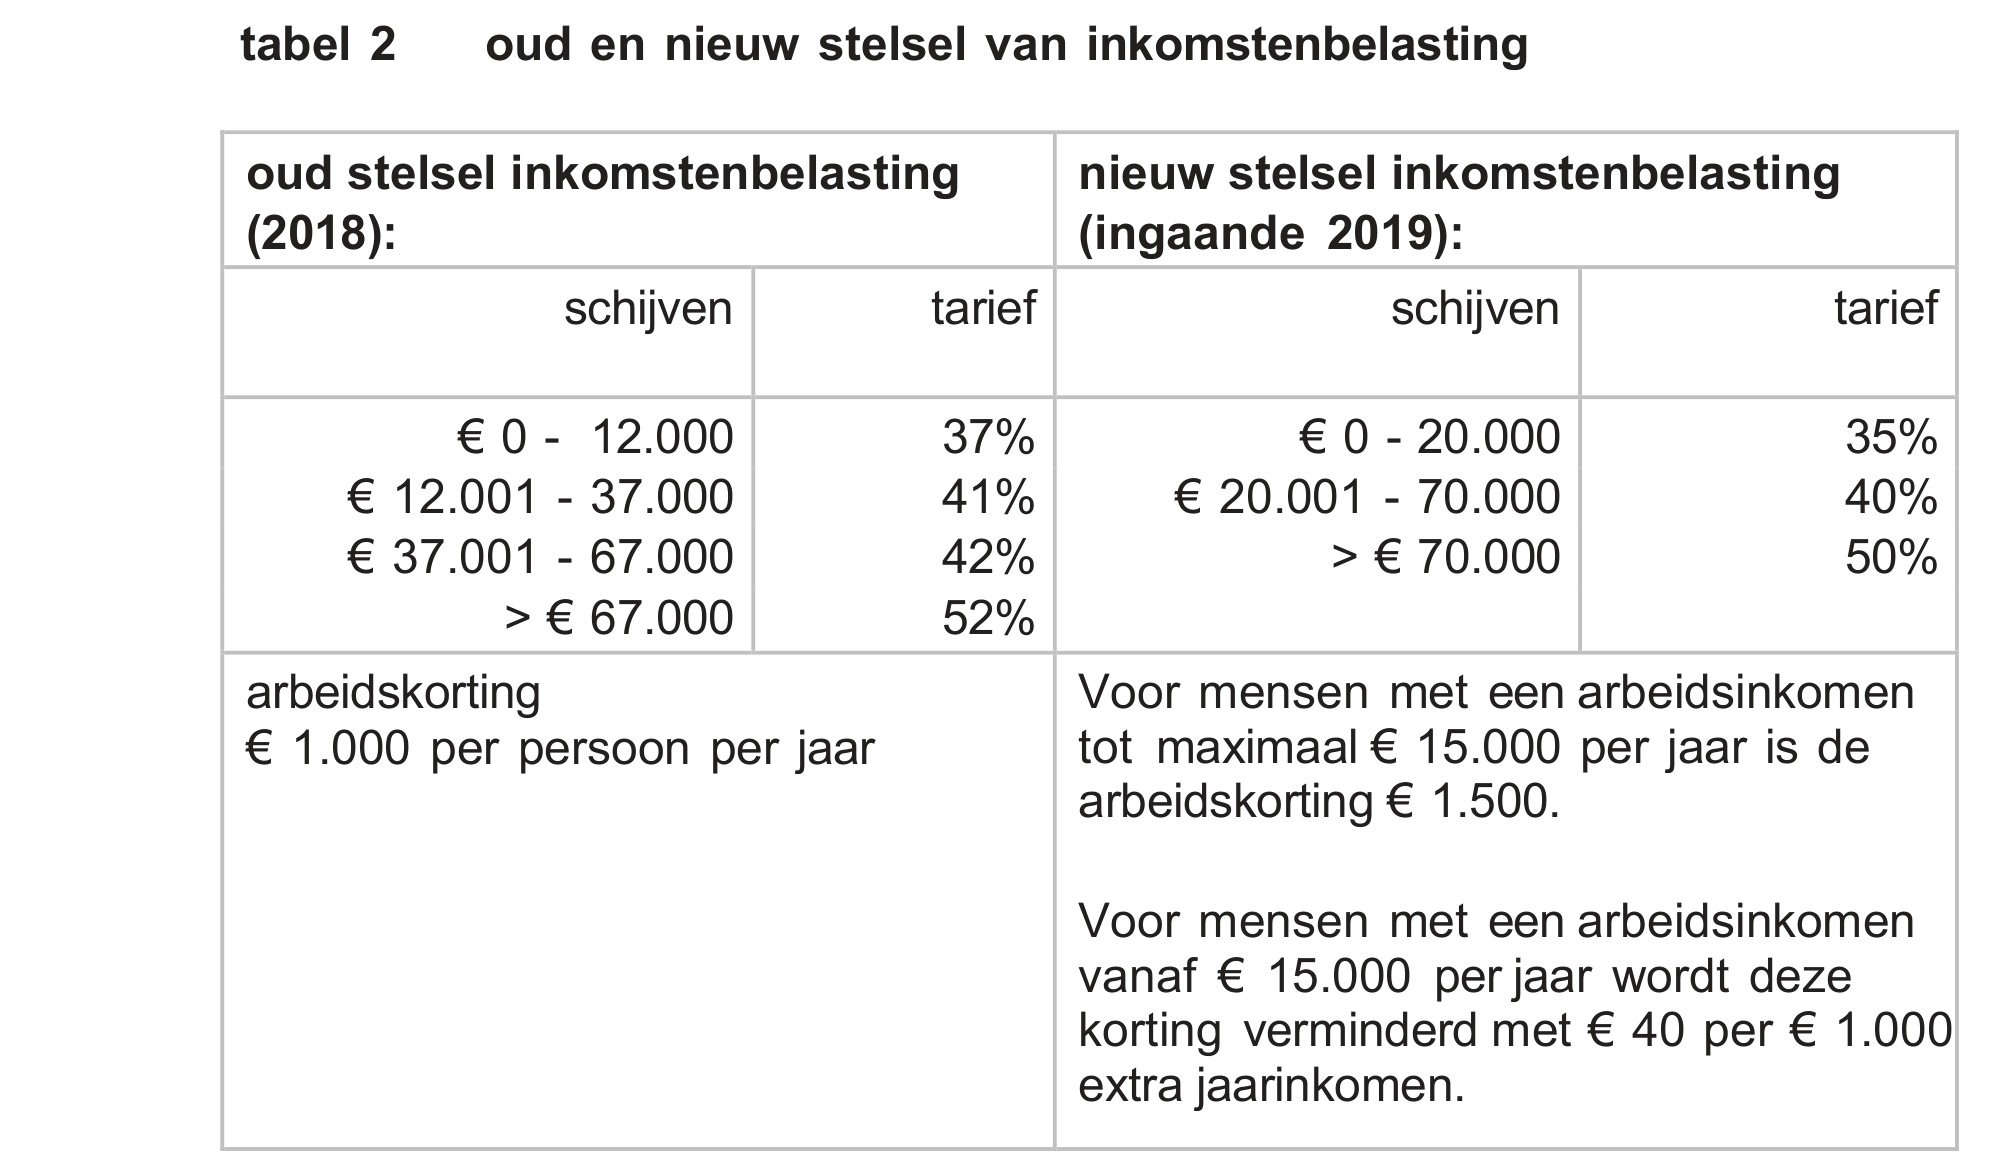 tabel 2 oud en nieuw stelsel van inkomstenbelasting
oud stelsel inkomstenbelasting
(2018):
nieuw stelsel inkomstenbelasting
(ingaande 2019):
schijven tarief schijven tarief
€ 0 - 12.000 37% € 0 - 20.000 35%
€ 12.001 - 37.000 41% € 20.001 - 70.000 40%
€ 37.001 - 67.000 42% > € 70.000 50%
> € 67.000 52%
arbeidskorting
€ 1.000 per persoon per jaar
Voor mensen met een arbeidsinkomen
tot maximaal € 15.000 per jaar is de
arbeidskorting € 1.500.
Voor mensen met een arbeidsinkomen
vanaf € 15.000 per jaar wordt deze
korting verminderd met € 40 per € 1.000
extra jaarinkomen.